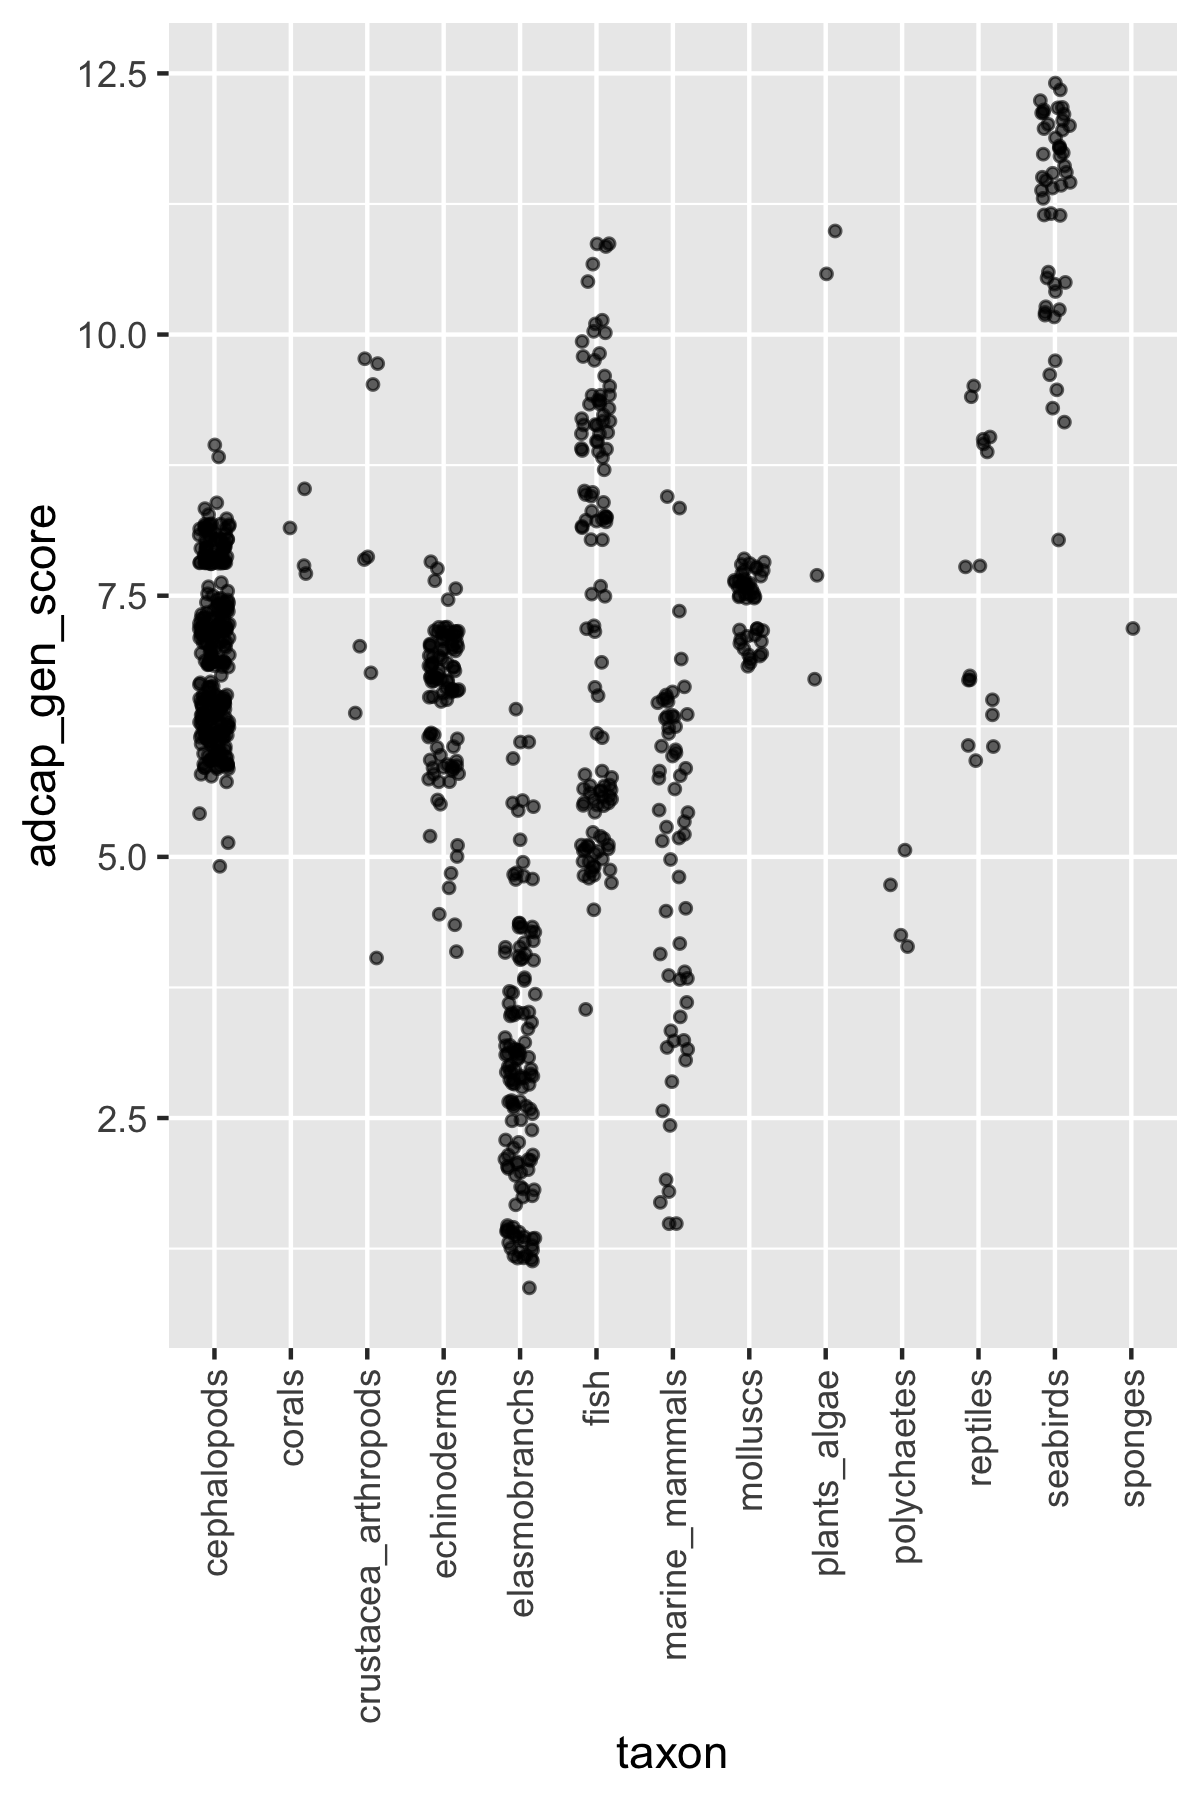 adcap_gen_score
12.5
10.0
7.5
5.0
2.5
cephalopods
corals
crustacea_arthropods
echinoderms
elasmobranchs
fish
marine_mammals
molluscs
plants_algae
polychaetes
reptiles
seabirds
sponges
taxon